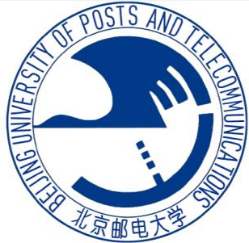 BEIJING UNIVERSITY OF POSTS AND TELECOMMUNICATIONS
北京邮电大学